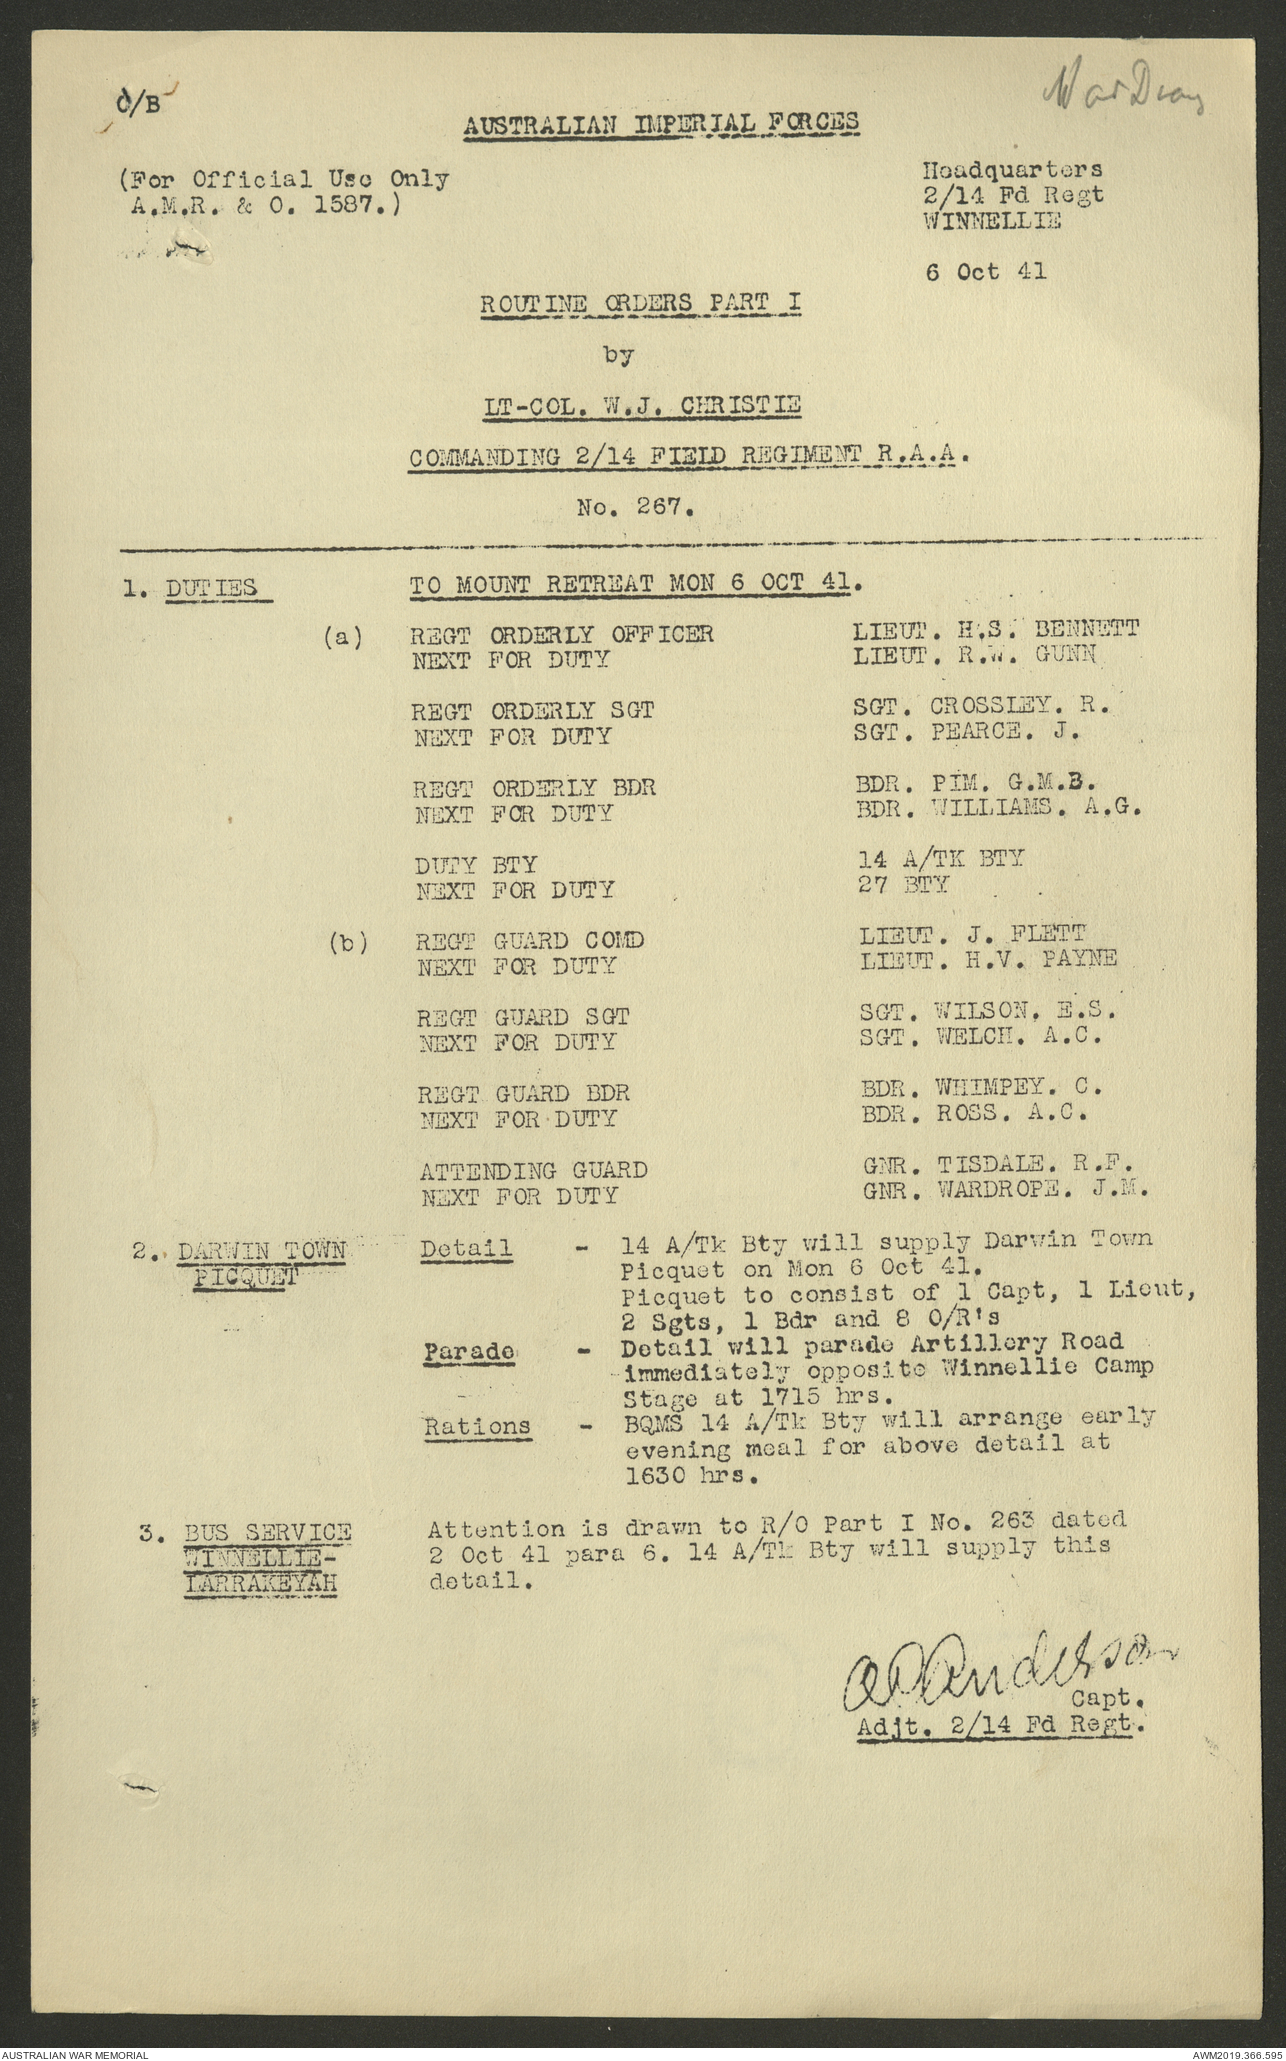 C/B
War Diary
AUSTRALIAN IMPERIAL FORCES
(For Official Use Only
A.M.R. & O. 1587.)
Headquarters
2/14 Fd Regt
WINNELLIE
6 Oct 41
ROUTINE ORDERS PART I
by
LT-COL. W.J. CHRISTIE
COMMANDING 2/14 FIELD REGIMENT R.A.A.
No. 267.
1. DUTIES TO MOUNT RETREAT MON 6 OCT 41.
(a) REGT ORDERLY OFFICER LIEUT. H.S. BENNETT
NEXT FOR DUTY LIEUT. R.W. GUNN
REGT ORDERLY SGT SGT. CROSSLEY. R.
NEXT FOR DUTY SGT. PEARCE. J.
REGT ORDERLY BDR BDR. PIM. G.M.B.
NEXT FOR DUTY BDR. WILLIAMS. A.G.
DUTY BTY 14 A/TK BTY
NEXT FOR DUTY 27 BTY
(b) REGT GUARD COMD LIEUT. J. FLETT
NEXT FOR DUTY LIEUT. H.V. PAYNE
REGT GUARD SGT SGT. WILSON. E.S.
NEXT FOR DUTY SGT. WELCH. A.C.
REGT GUARD BDR BDR. WHIMPEY. C.
NEXT FOR DUTY BDR. ROSS. A.C.
ATTENDING GUARD GNR. TISDALE. R.F.
NEXT FOR DUTY GNR. WARDROPE. J.M.
2. DARWIN TOWN Detail - 14 A/Tk Bty will supply Darwin Town
PICQUET Picquet on Mon 6 Oct 41.
Picquet to consist of 1 Capt, 1 Lieut,
2 Sgts, 1 Bdr and 8 O/R's
Parade - Detail will parade Artillery Road
immediately opposite Winnellie Camp
Stage at 1715 hrs.
Rations - BQMS 14 A/Tk Bty will arrange early
evening meal for above detail at
1630 hrs.
3. BUS SERVICE Attention is drawn to R/O Part I No. 263 dated
WINNELLIE- 2 Oct 41 para 6. 14 A/Tk Bty will supply this
LARRAKEYAH detail.
Anderson
Capt.
Adjt. 2/14 Fd Regt.
AUSTRALIAN WAR MEMORIAL
AWM2019.366.595